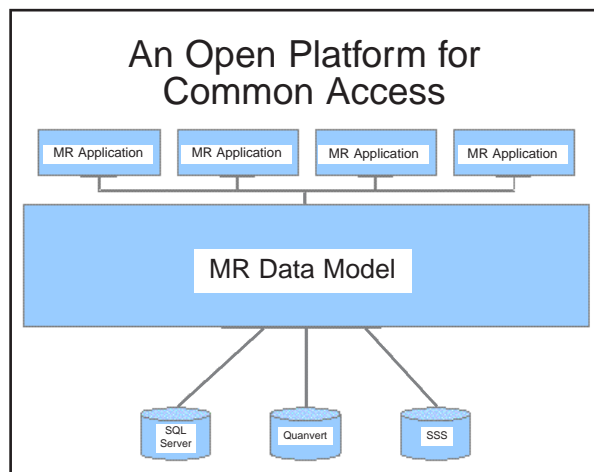 An Open Platform for
Common Access
MR Application
MR Application
MR Application
MR Application
MR Data Model
SQL
Server
Quanvert
SSS